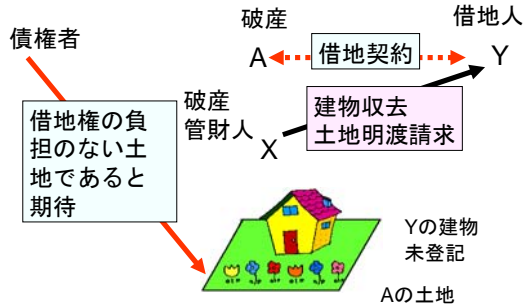 債権者
破産
A
借地契約
借地人
Y
借地権の負
担のない土
地であると
期待
破産
管財人
X
建物収去
土地明渡請求
Yの建物
未登記
Aの土地